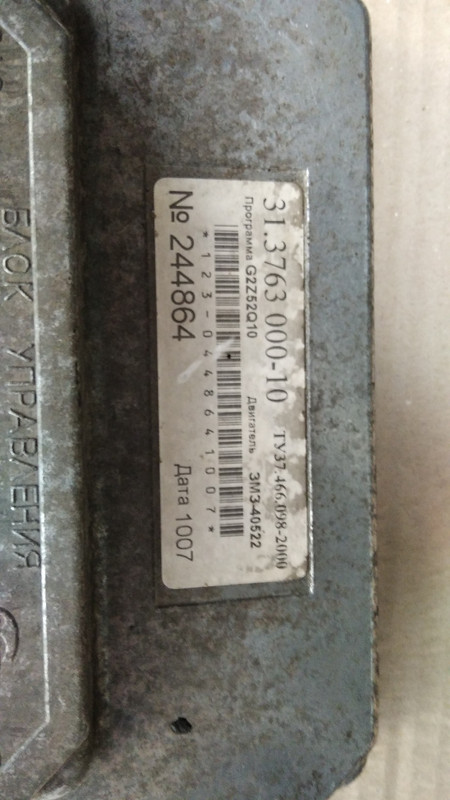 31.3763 000-10 ТУ37.466.098-2000
Программа G2Z52Q10 Двигатель ЗМЗ-40522
*123-0448641007*
№ 244864 Дата 1007
БЛОК УПРАВЛЕНИЯ